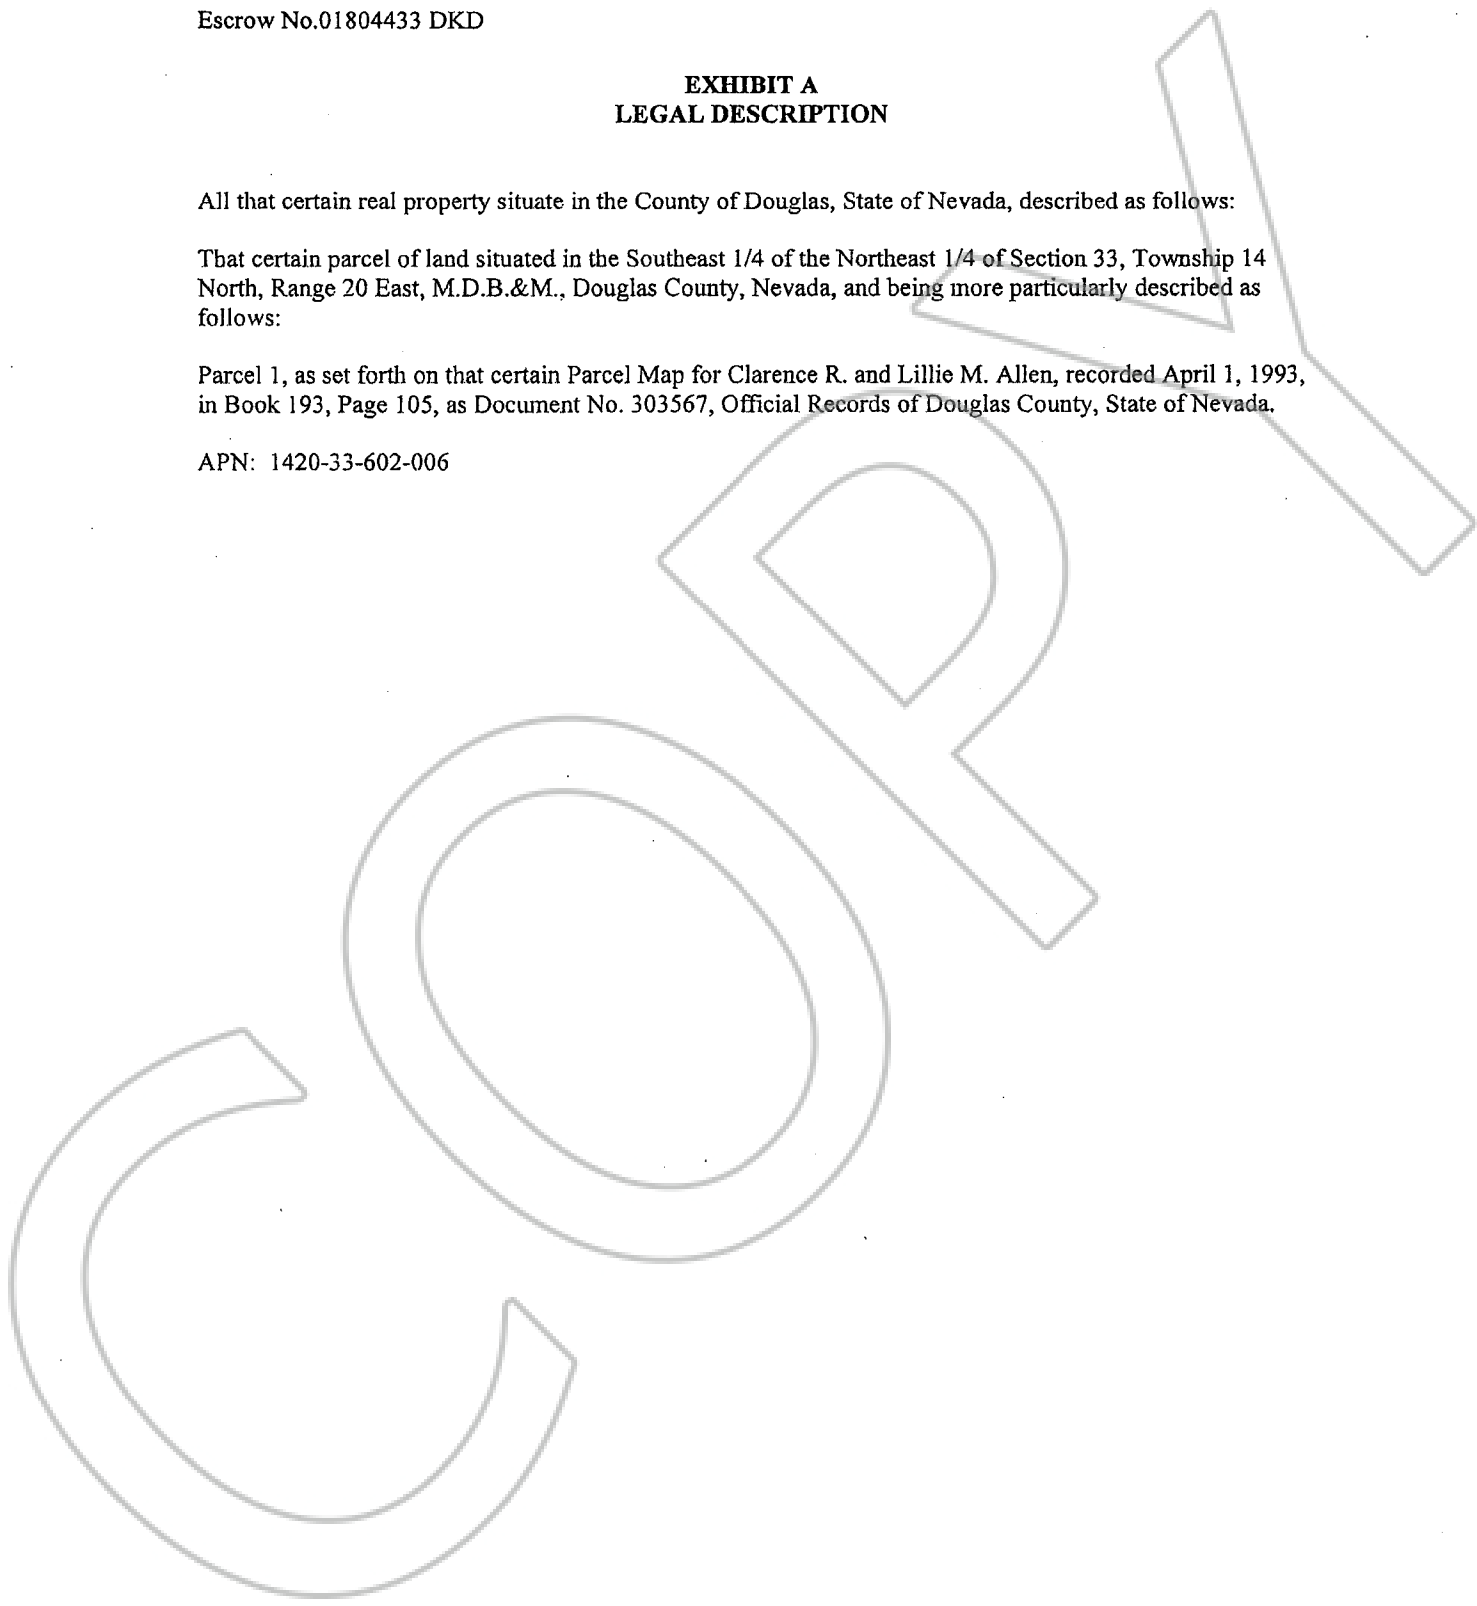 Escrow No.01804433 DKD
EXHIBIT A
LEGAL DESCRIPTION
All that certain real property situate in the County of Douglas, State of Nevada, described as follows:
That certain parcel of land situated in the Southeast 1/4 of the Northeast 1/4 of Section 33, Township 14
North, Range 20 East, M.D.B.&M., Douglas County, Nevada, and being more particularly described as
follows:
Parcel 1, as set forth on that certain Parcel Map for Clarence R. and Lillie M. Allen, recorded April 1, 1993,
in Book 193, Page 105, as Document No. 303567, Official Records of Douglas County, State of Nevada.
APN: 1420-33-602-006
COPY